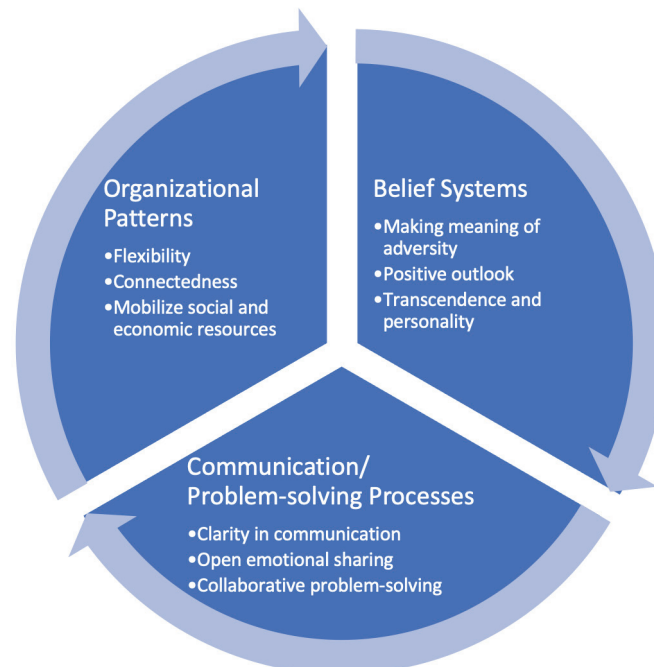 Organizational
Patterns
•Flexibility
•Connectedness
•Mobilize social and
economic resources
Belief Systems
•Making meaning of
adversity
•Positive outlook
•Transcendence and
personality
Communication/
Problem-solving Processes
•Clarity in communication
•Open emotional sharing
•Collaborative problem-solving